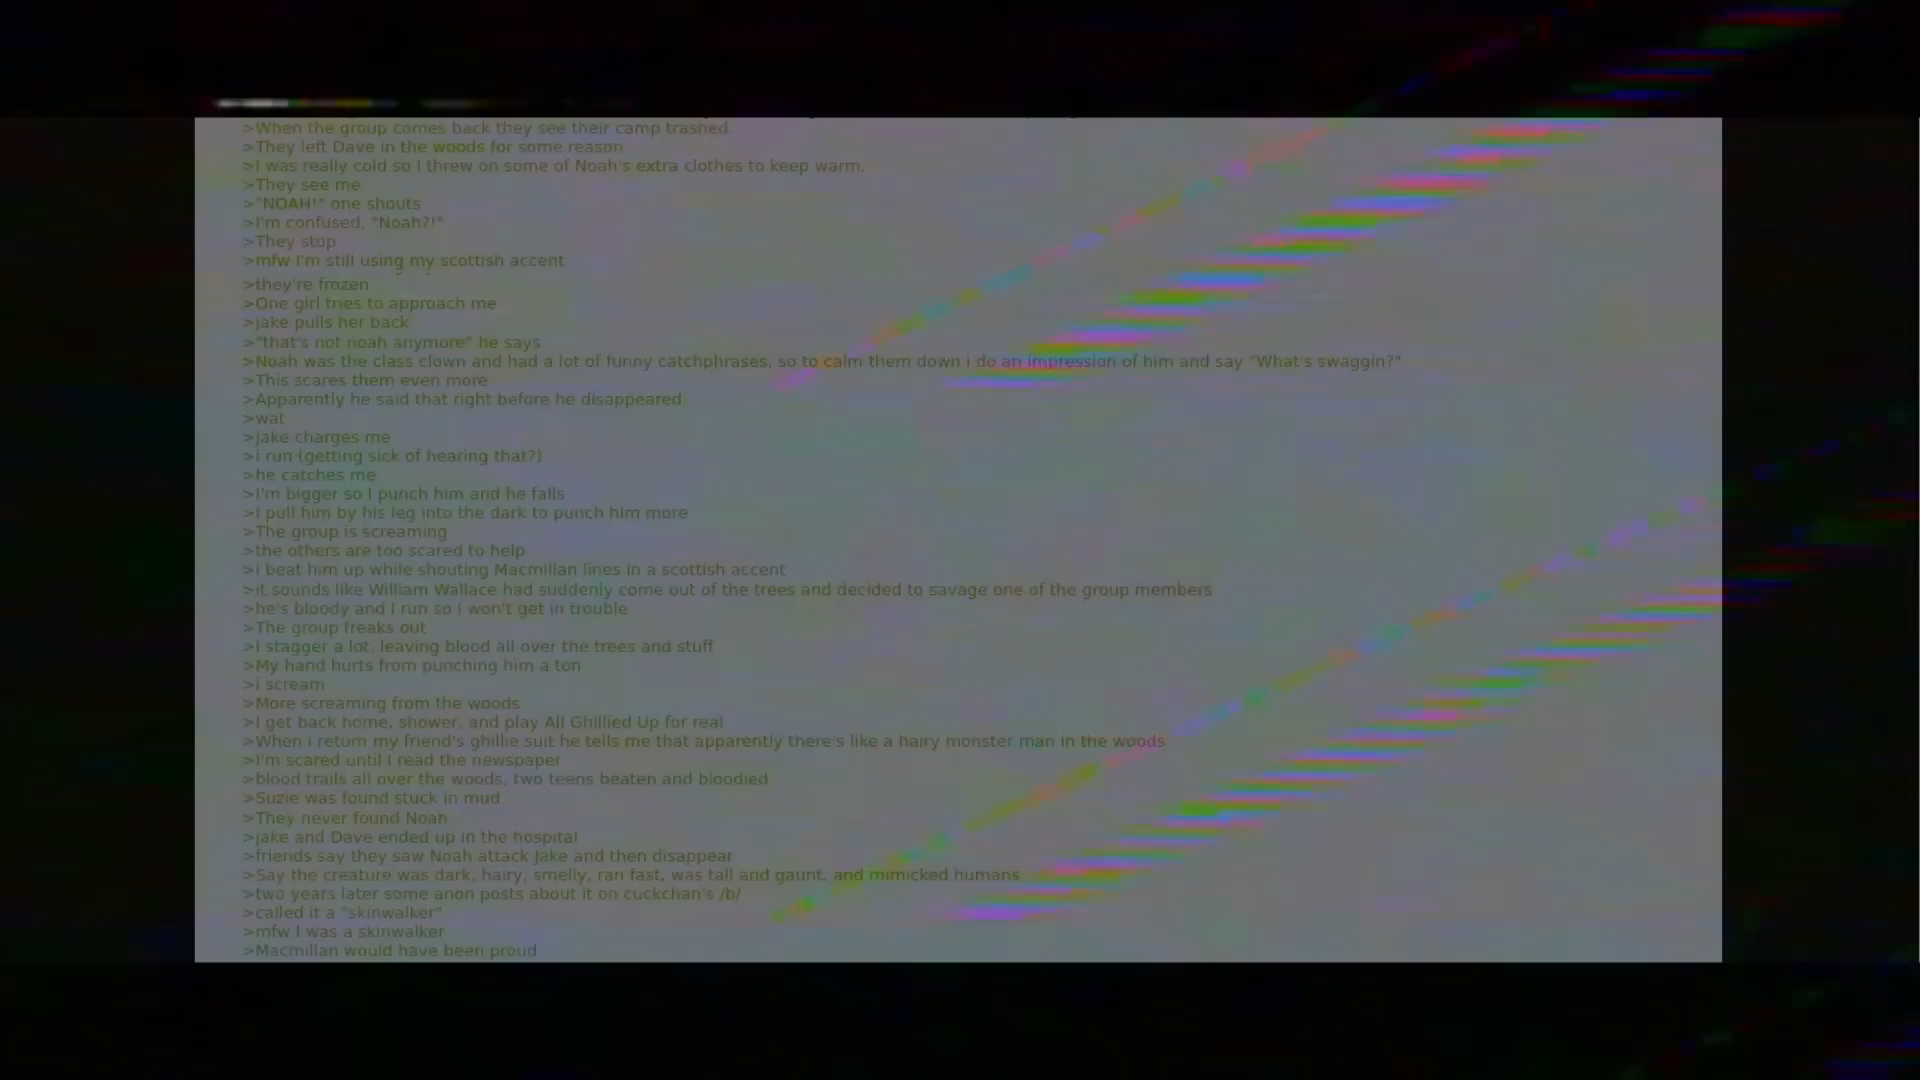 >When the group comes back they see their camp trashed
>They left Dave in the woods for some reason
>I was really cold so I threw on some of Noah's extra clothes to keep warm.
>They see me
>"NOAH!" one shouts
>I'm confused, "Noah?!"
>They stop
>mfw I'm still using my scottish accent
>they're frozen
>One girl tries to approach me
>jake pulls her back
>"that's not noah anymore" he says
>Noah was the class clown and had a lot of funny catchphrases, so to calm them down i do an impression of him and say "What's swaggin?"
>This scares them even more
>Apparently he said that right before he disappeared
>wat
>Jake charges me
>i run (getting sick of hearing that?)
>he catches me
>I'm bigger so I punch him and he falls
>I pull him by his leg into the dark to punch him more
>The group is screaming
>the others are too scared to help
>i beat him up while shouting Macmillan lines in a scottish accent
>it sounds like William Wallace had suddenly come out of the trees and decided to savage one of the group members
>he's bloody and I run so I won't get in trouble
>The group freaks out
>I stagger a lot, leaving blood all over the trees and stuff
>My hand hurts from punching him a ton
>i scream
>More screaming from the woods
>I get back home, shower, and play All Ghillied Up for real
>When i return my friend's ghillie suit he tells me that apparently there's like a hairy monster man in the woods
>I'm scared until I read the newspaper
>blood trails all over the woods, two teens beaten and bloodied
>Suzie was found stuck in mud
>They never found Noah
>jake and Dave ended up in the hospital
>friends say they saw Noah attack Jake and then disappear
>Say the creature was dark, hairy, smelly, ran fast, was tall and gaunt, and mimicked humans
>two years later some anon posts about it on cuckchan's /b/
>called it a "skinwalker"
>mfw I was a skinwalker
>Macmillan would have been proud